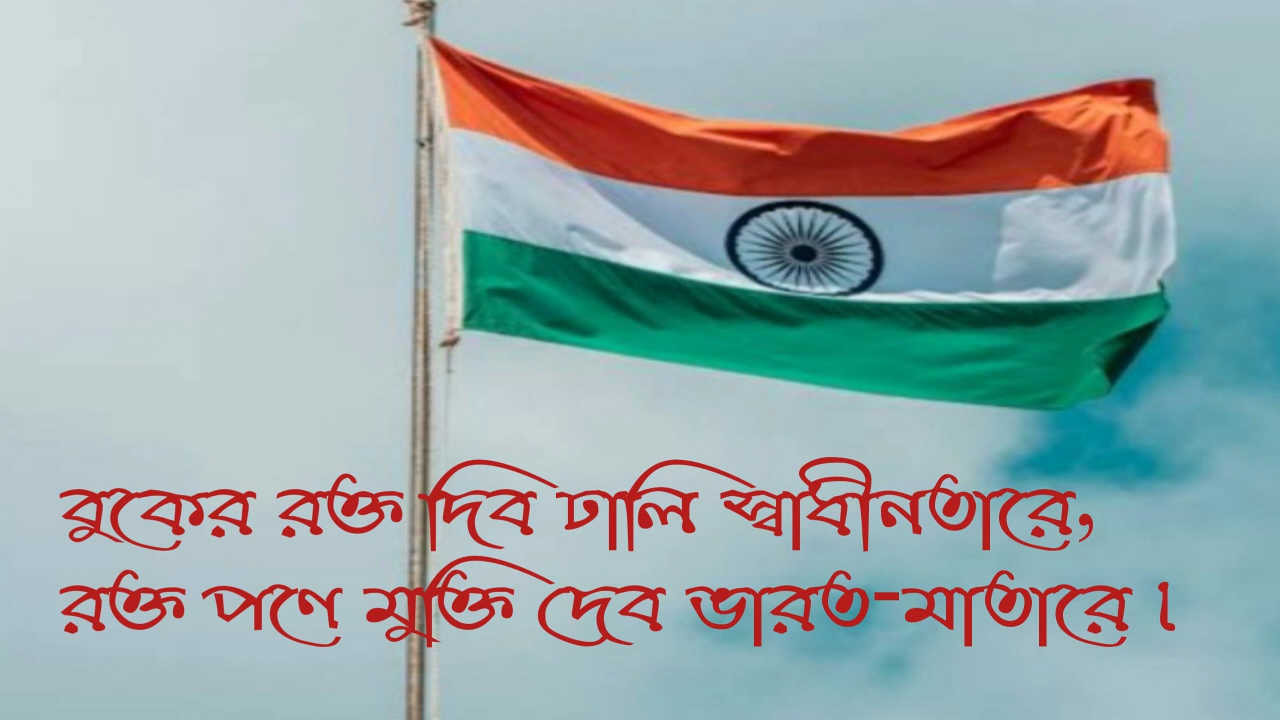 বুকের রক্ত দিব ঢালি স্বাধীনতারে,
রক্ত পণে মুক্তি দেব ভারত-মাতারে ।